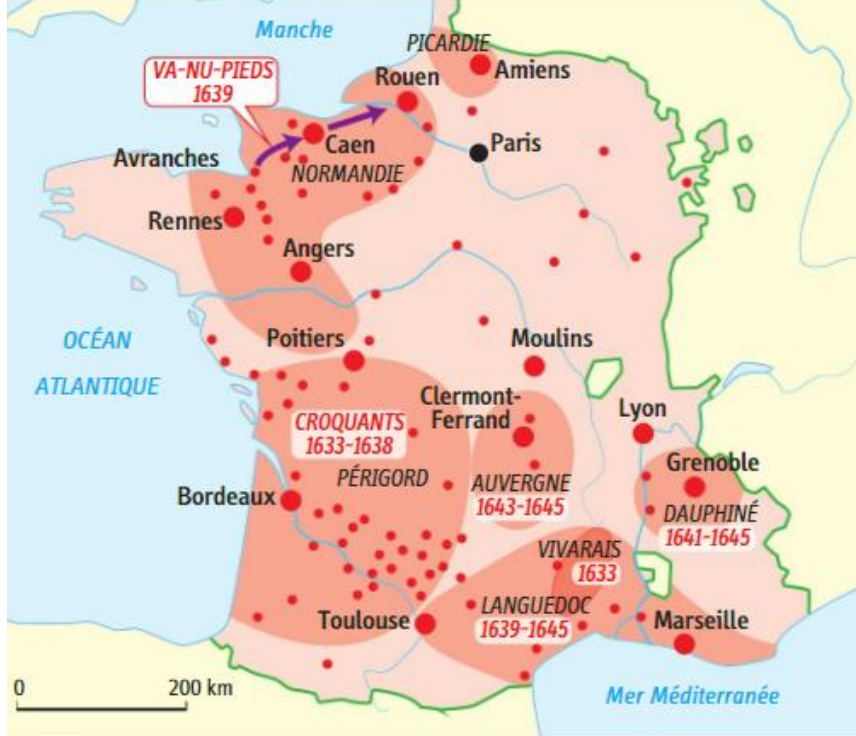 Manche
PICARDIE
Amiens
VA-NU-PIEDS
1639
Rouen
Caen
Paris
Avranches
NORMANDIE
Rennes
Angers
OCÉAN
ATLANTIQUE
Poitiers
Moulins
Clermont-
Ferrand
Lyon
CROQUANTS
1633-1638
PÉRIGORD
Grenoble
AUVERGNE
1643-1645
Bordeaux
DAUPHINÉ
1641-1645
VIVARAIS
1633
LANGUEDOC
1639-1645
Toulouse
Marseille
0 200 km
Mer Méditerranée